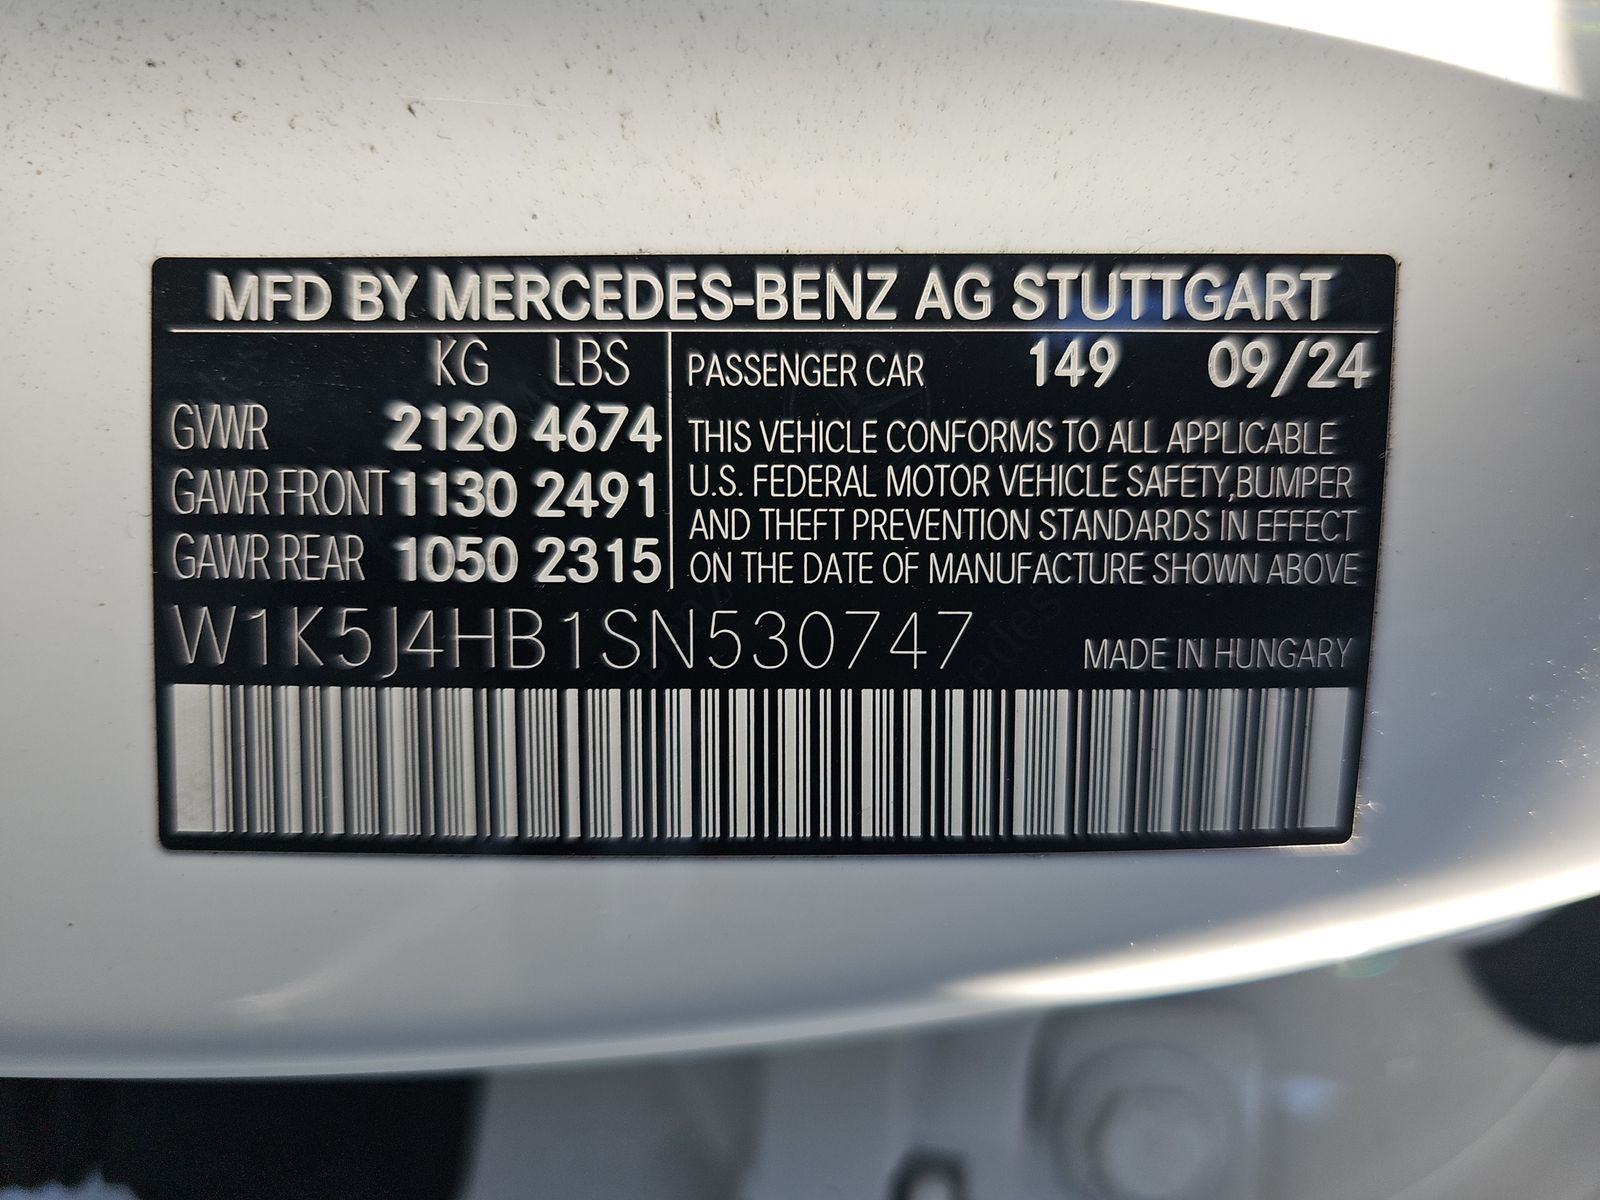 MFD BY MERCEDES-BENZ AG STUTTGART
KG LBS
GVWR 2120 4674
GAWR FRONT 1130 2491
GAWR REAR 1050 2315
PASSENGER CAR 149 09/24
THIS VEHICLE CONFORMS TO ALL APPLICABLE
U.S. FEDERAL MOTOR VEHICLE SAFETY, BUMPER
AND THEFT PREVENTION STANDARDS IN EFFECT
ON THE DATE OF MANUFACTURE SHOWN ABOVE
W1K5J4HB1SN530747
MADE IN HUNGARY